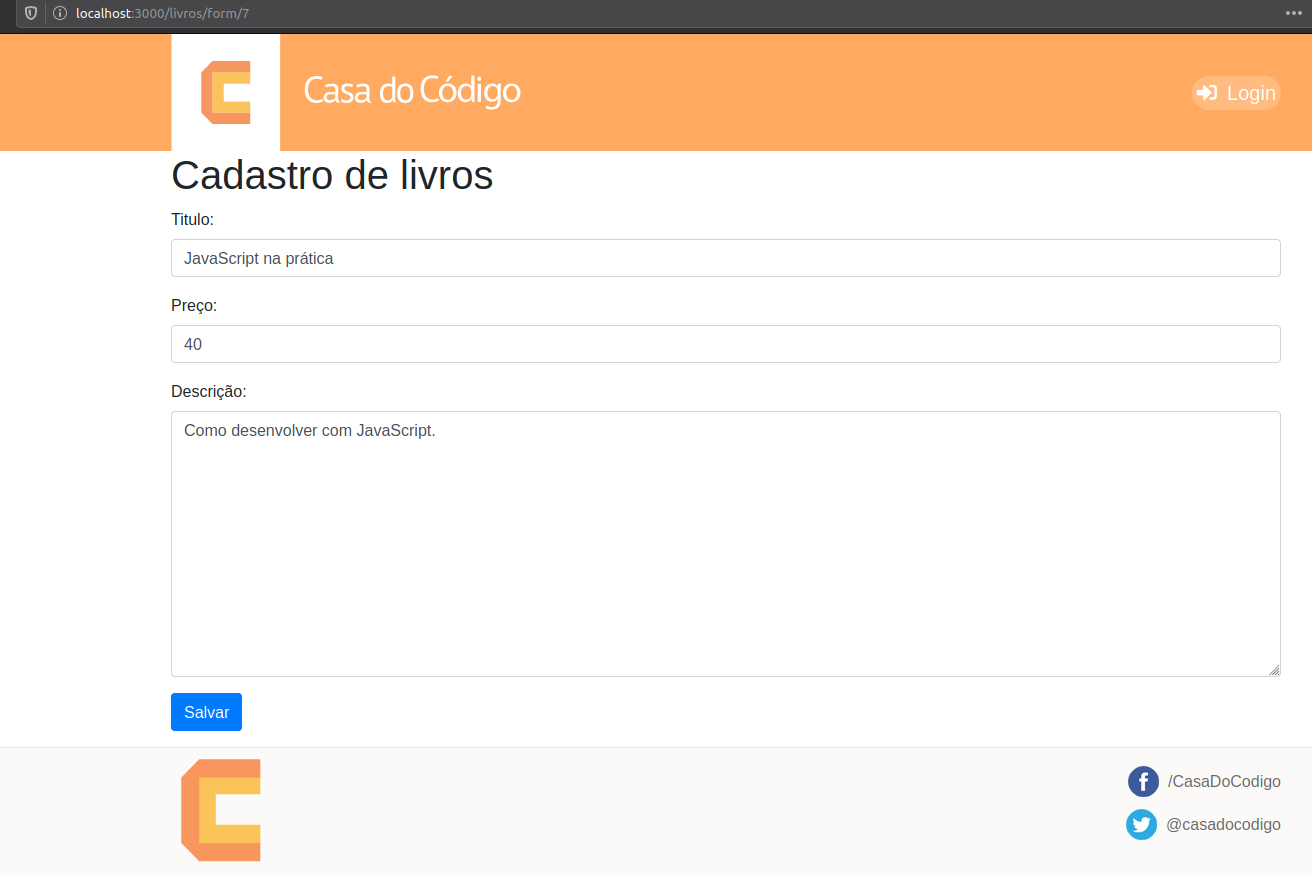 localhost:3000/livros/form/7
Casa do Código
Login
Cadastro de livros
Titulo:
JavaScript na prática
Preço:
40
Descrição:
Como desenvolver com JavaScript.
Salvar
/CasaDoCodigo
@casadocodigo